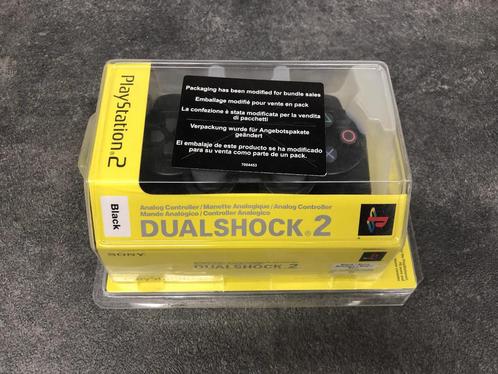 PlayStation 2
Packaging has been modified for bundle sales
Emballage modifié pour vente en pack
La confezione è stata modificata per la vendita
di pacchetti
Verpackung wurde für Angebotspakete
geändert
El embalaje de este producto se ha modificado
para su venta como parte de un pack.
7004453
Black
Analog Controller/Manette Analogique/Analog Controller
Mando Analógico/Controller Analogico
DUALSHOCK®2
SONY
DUALSHOCK®2